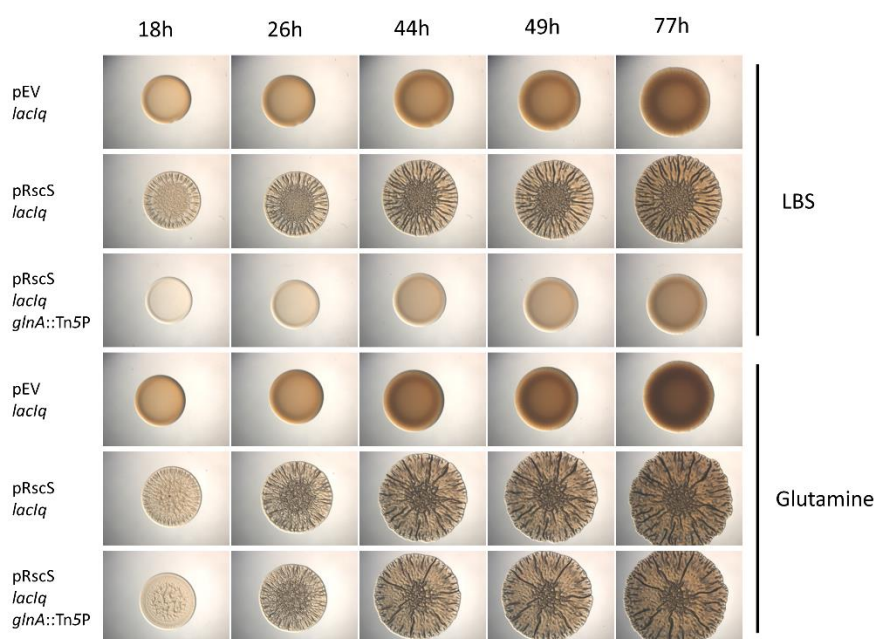 18h 26h 44h 49h 77h
pEV
lacIq
pRscS
lacIq
pRscS
lacIq
glnA::Tn5P
LBS
pEV
lacIq
pRscS
lacIq
pRscS
lacIq
glnA::Tn5P
Glutamine